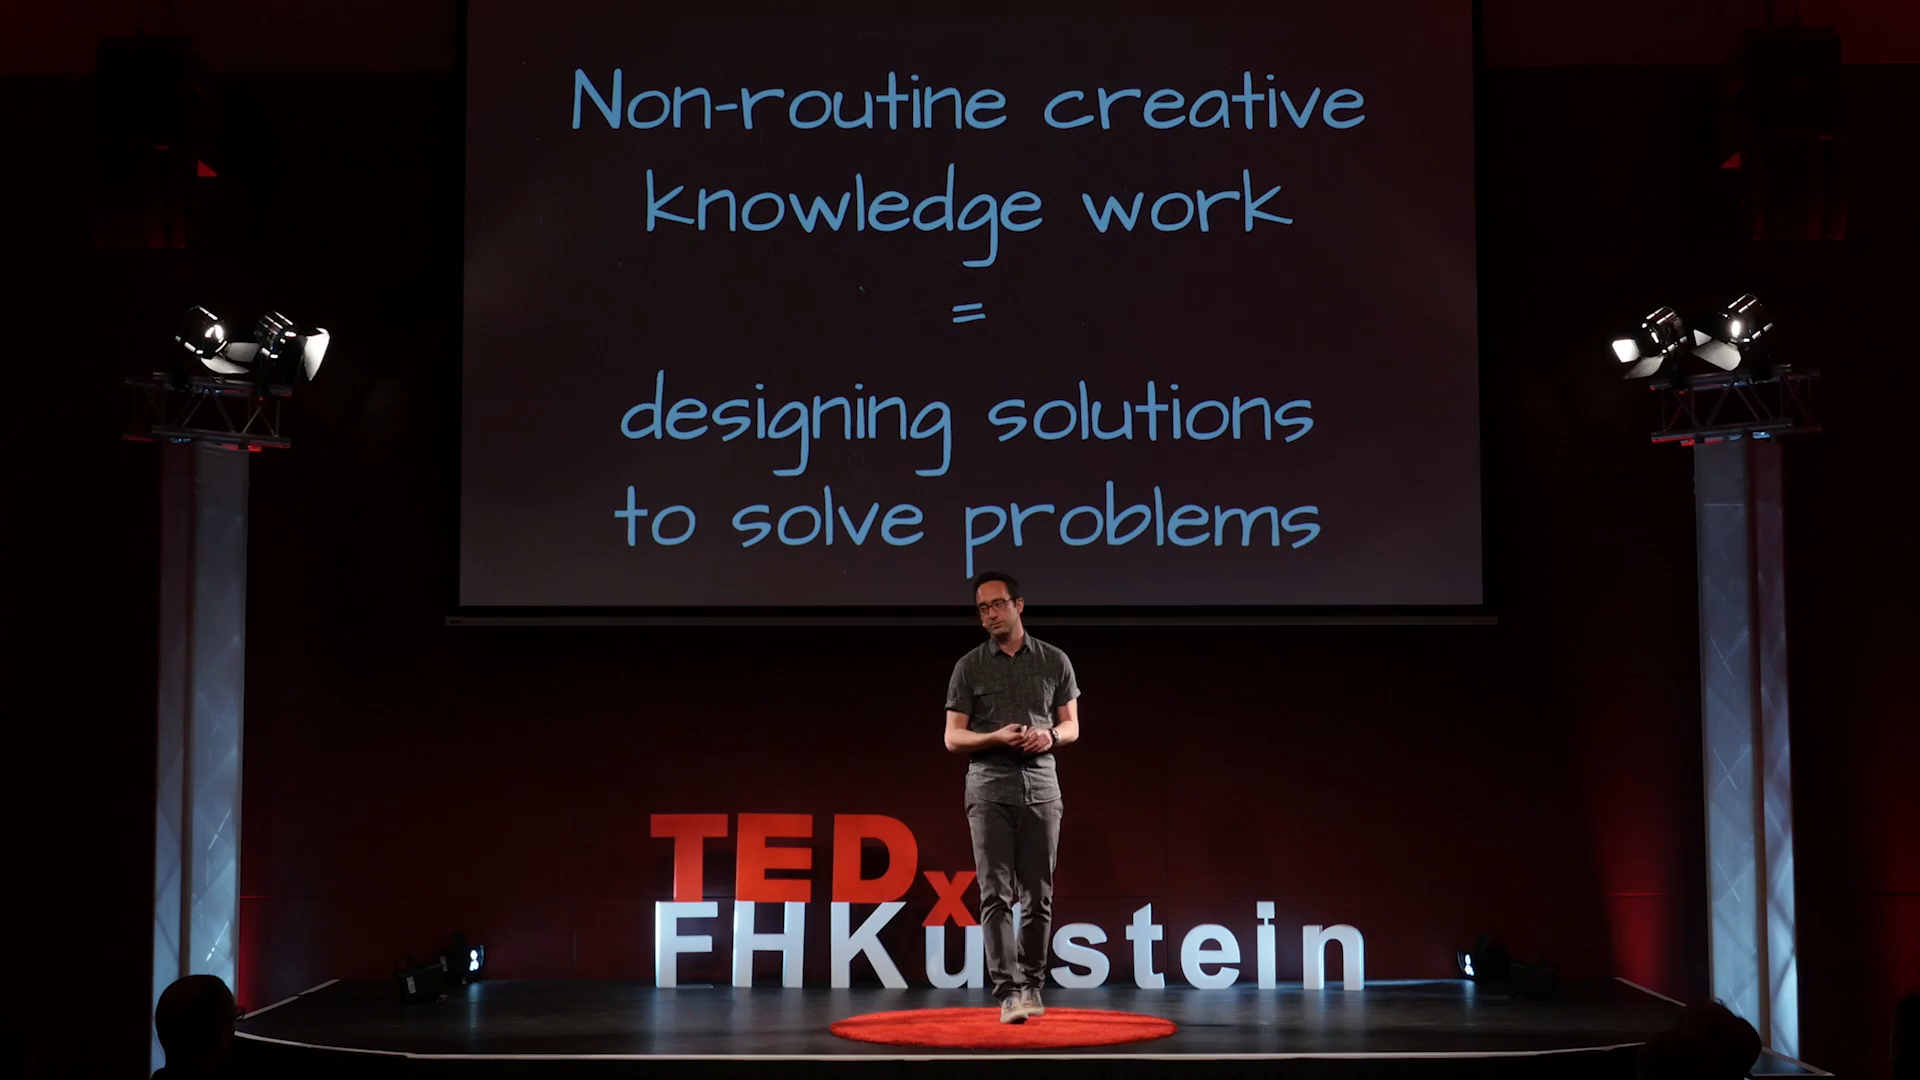 Non-routine creative
knowledge work
=
designing solutions
to solve problems
TEDx
FHKufstein